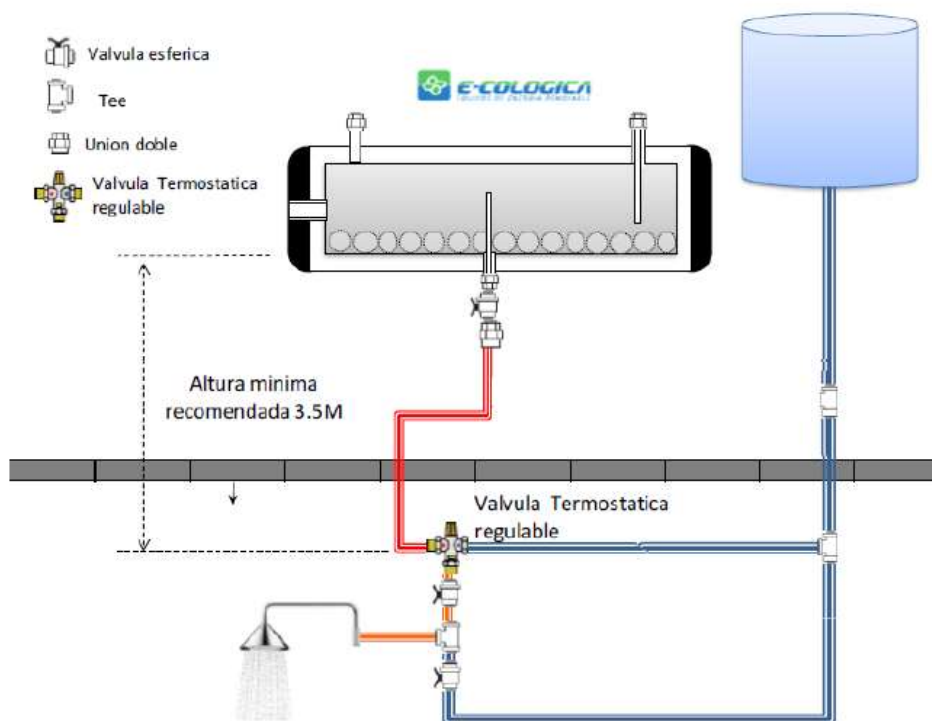 Valvula esferica
Tee
Union doble
Valvula Termostatica
regulable
E-COLOGICA
Altura minima
recomendada 3.5M
Valvula Termostatica
regulable